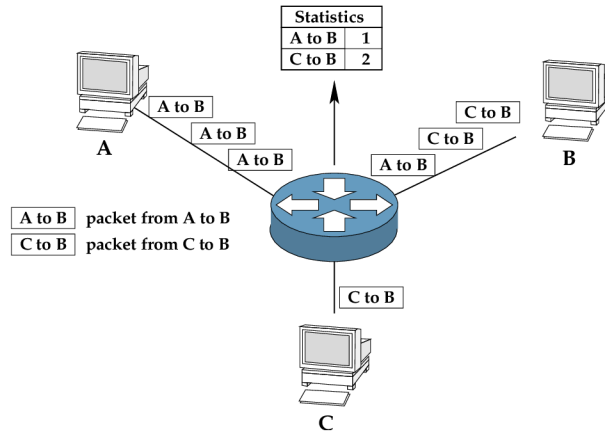 Statistics
A to B 1
C to B 2
A to B
A to B
A to B
C to B
C to B
A to B
A
B
A to B packet from A to B
C to B packet from C to B
C to B
C